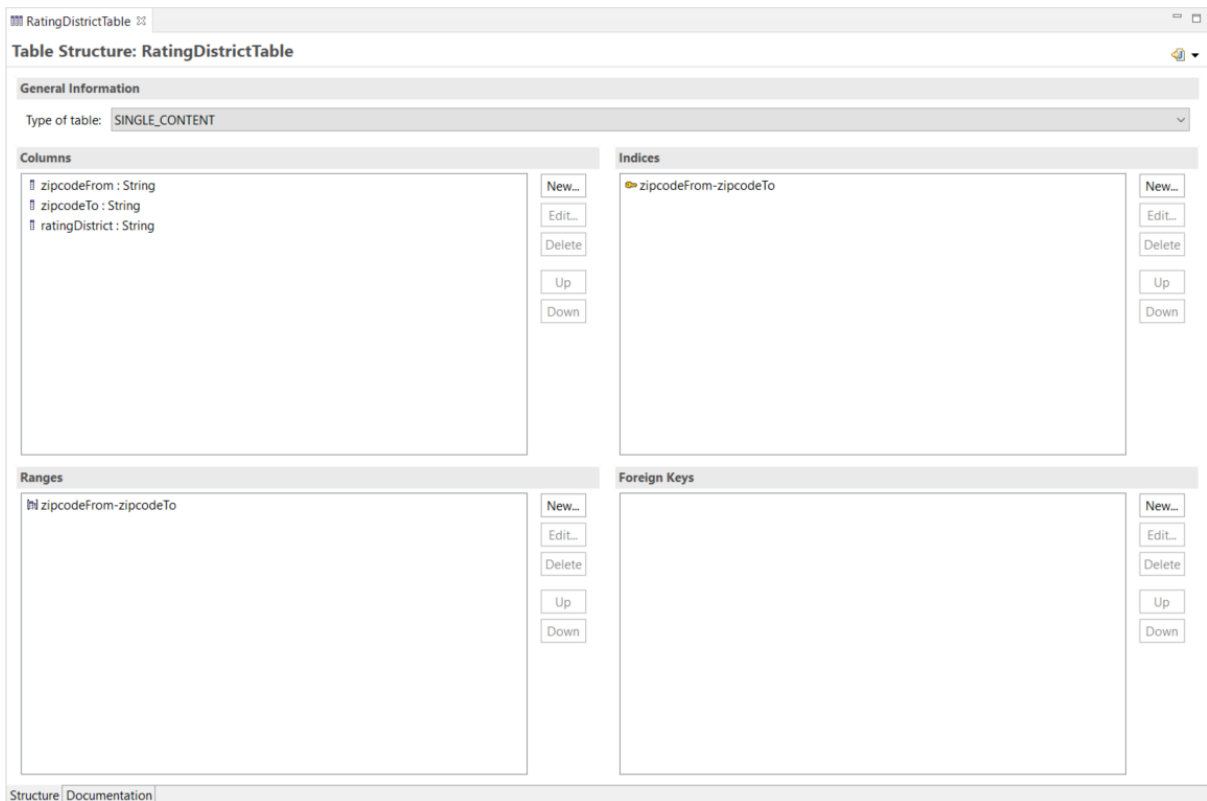 RatingDistrictTable
Table Structure: RatingDistrictTable
General Information
Type of table: SINGLE_CONTENT
Columns
zipcodeFrom : String
zipcodeTo : String
ratingDistrict : String
New...
Edit...
Delete
Up
Down
Indices
zipcodeFrom-zipcodeTo
New...
Edit...
Delete
Up
Down
Ranges
zipcodeFrom-zipcodeTo
New...
Edit...
Delete
Up
Down
Foreign Keys
New...
Edit...
Delete
Up
Down
Structure Documentation